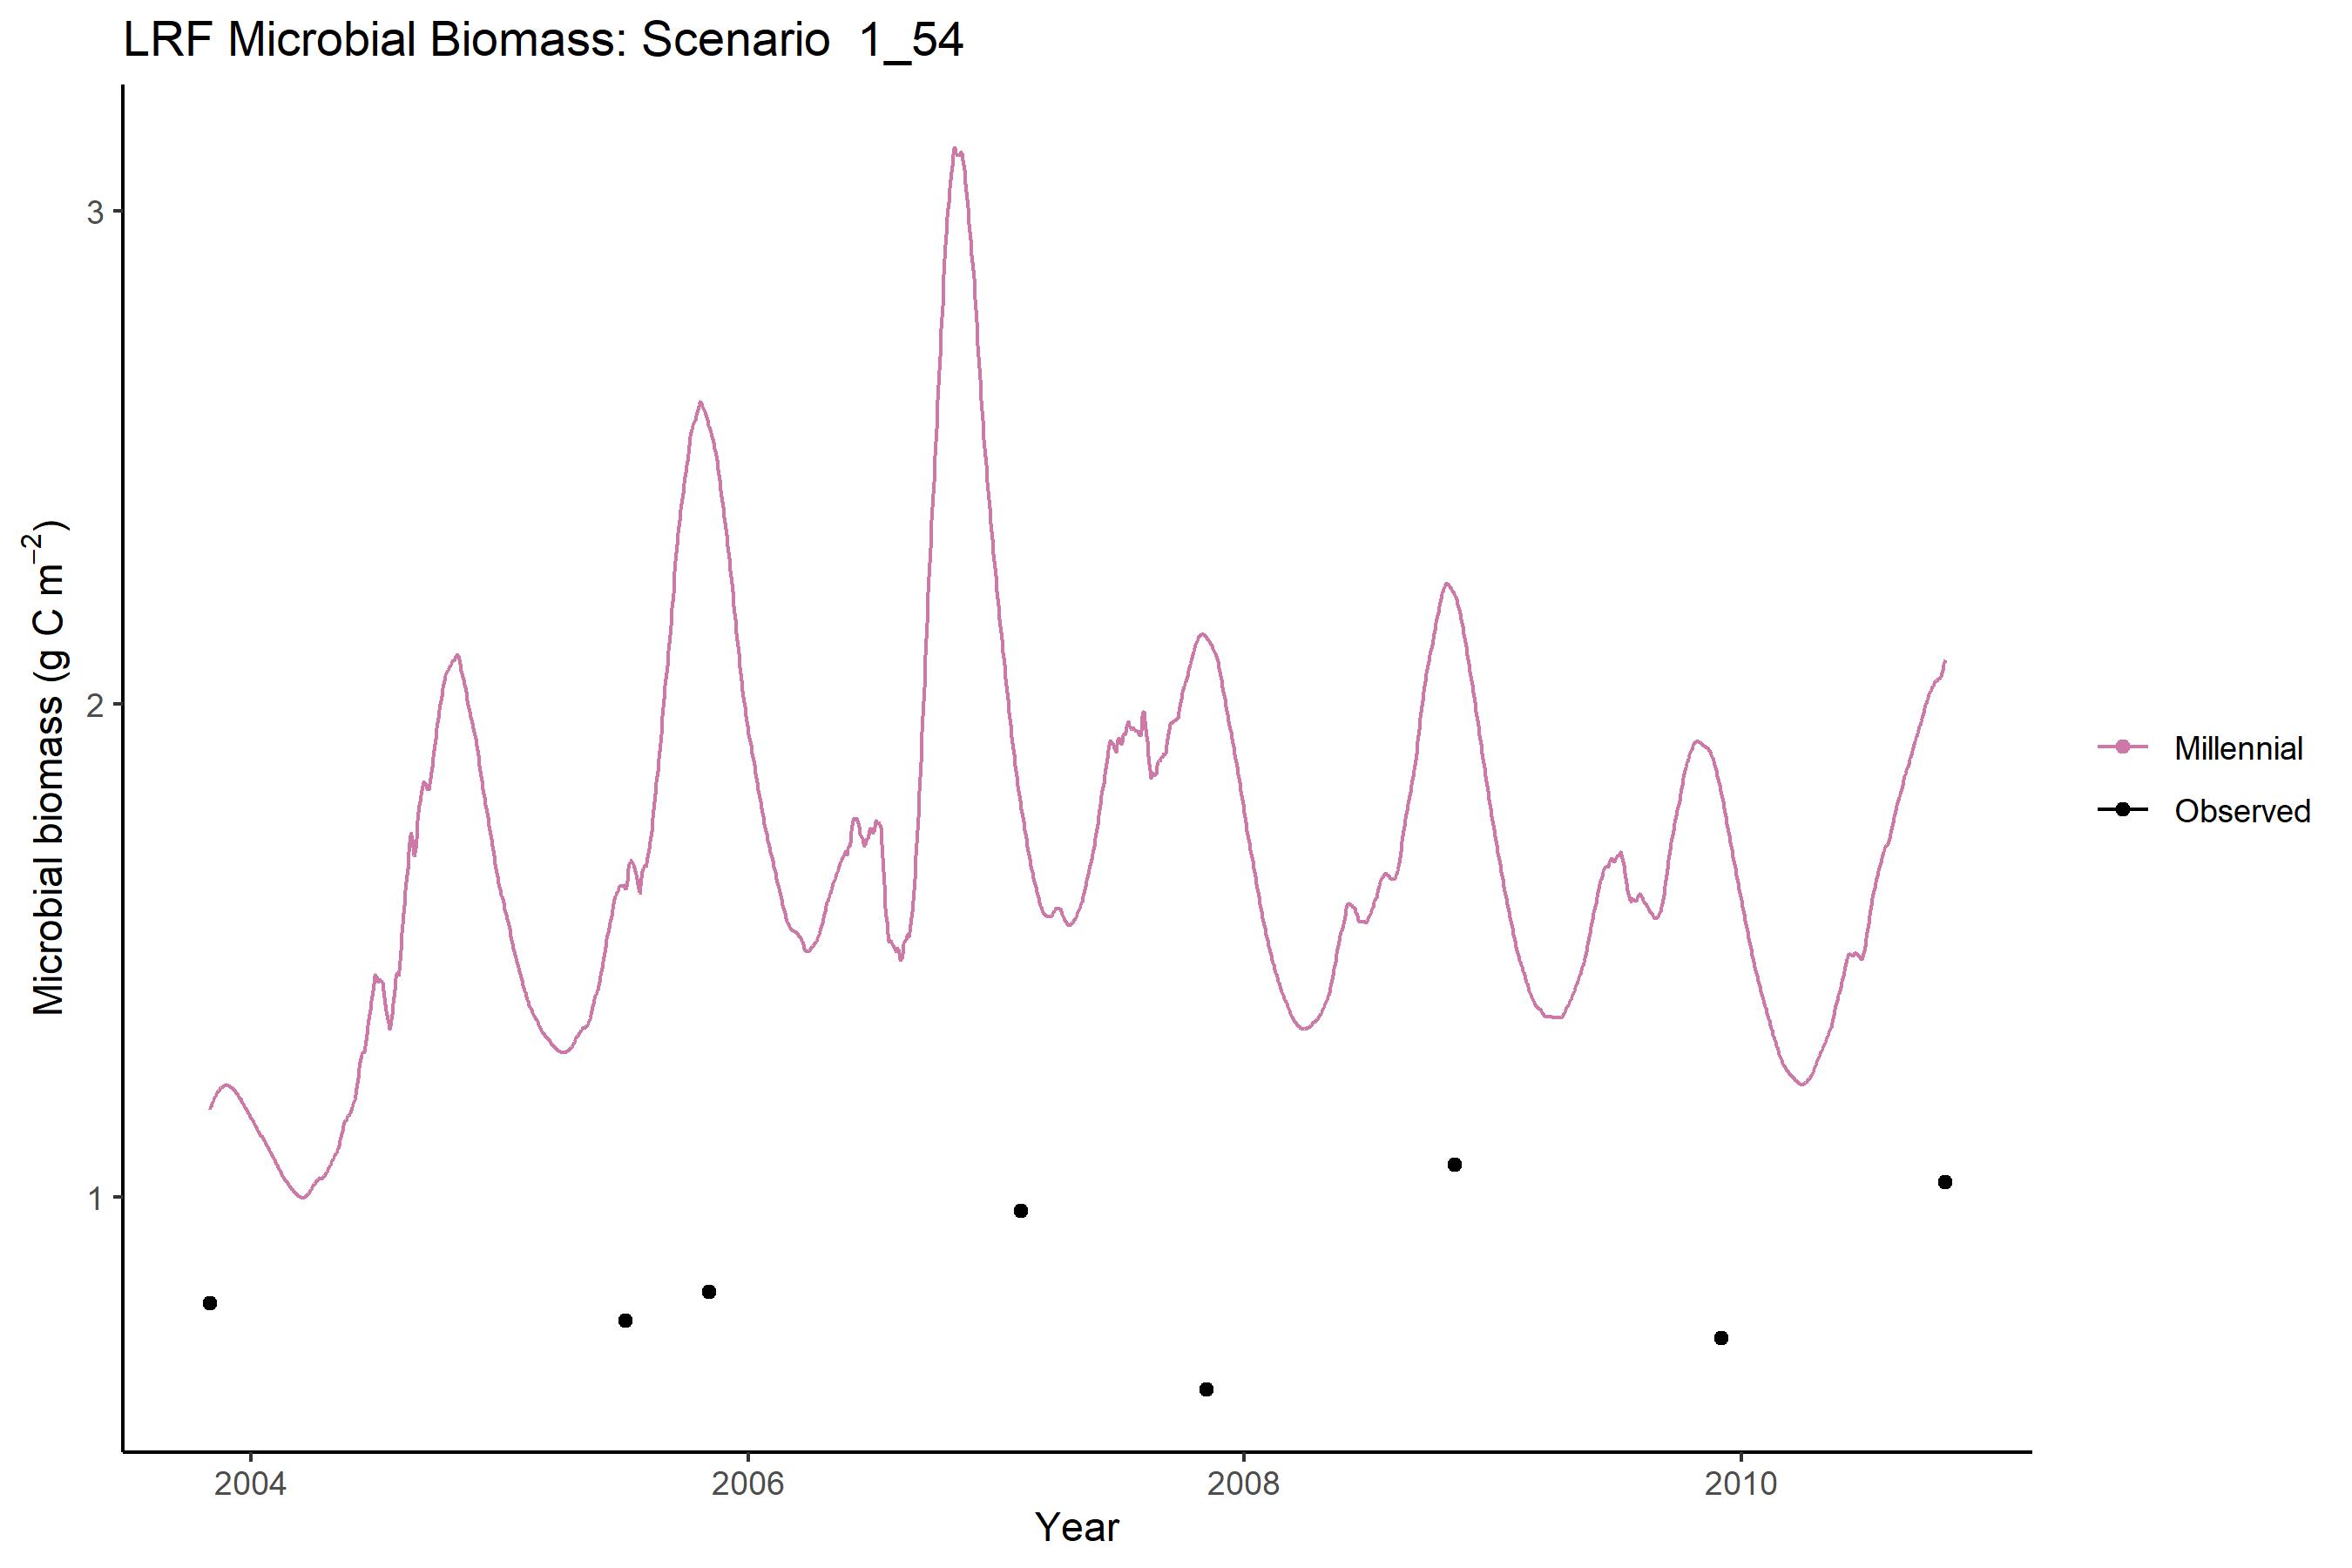 LRF Microbial Biomass: Scenario  1_54
Microbial biomass (g C m⁻²)
3
2
1
2004
2006
2008
2010
Year
Millennial
Observed